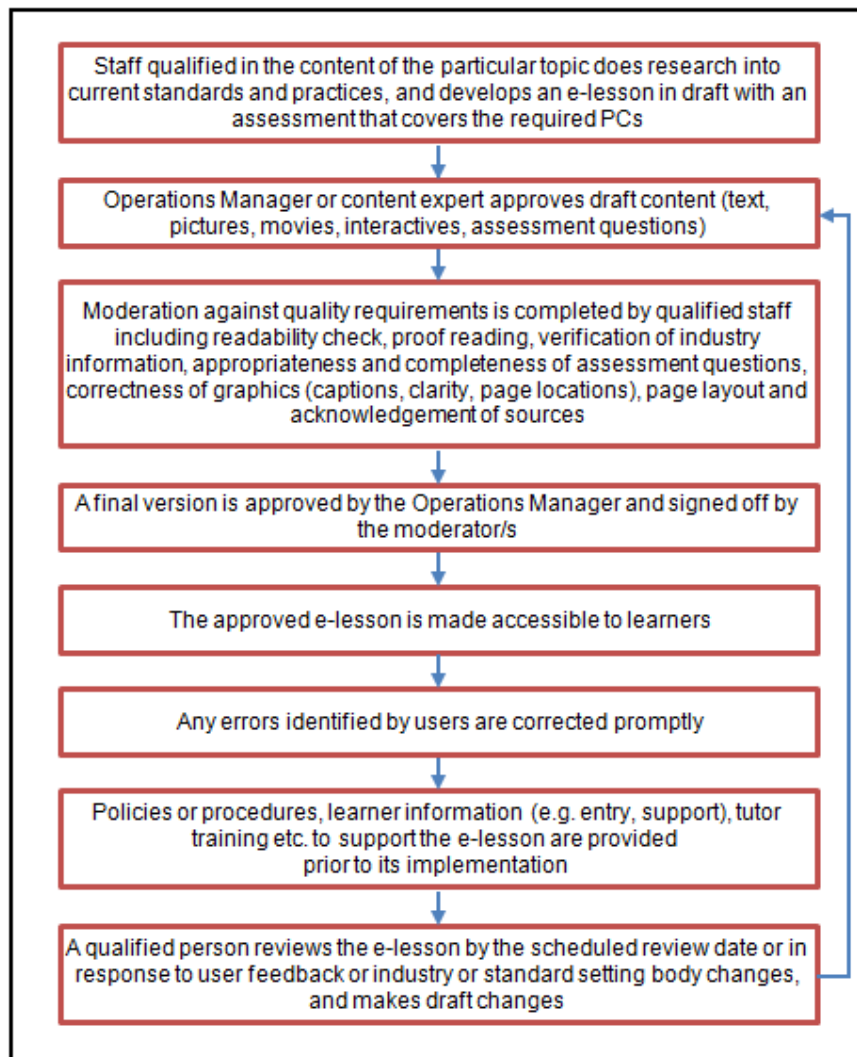 Staff qualified in the content of the particular topic does research into
current standards and practices, and develops an e-lesson in draft with an
assessment that covers the required PCs
Operations Manager or content expert approves draft content (text,
pictures, movies, interactives, assessment questions)
Moderation against quality requirements is completed by qualified staff
including readability check, proof reading, verification of industry
information, appropriateness and completeness of assessment questions,
correctness of graphics (captions, clarity, page locations), page layout and
acknowledgement of sources
A final version is approved by the Operations Manager and signed off by
the moderator/s
The approved e-lesson is made accessible to learners
Any errors identified by users are corrected promptly
Policies or procedures, learner information (e.g. entry, support), tutor
training etc. to support the e-lesson are provided
prior to its implementation
A qualified person reviews the e-lesson by the scheduled review date or in
response to user feedback or industry or standard setting body changes,
and makes draft changes